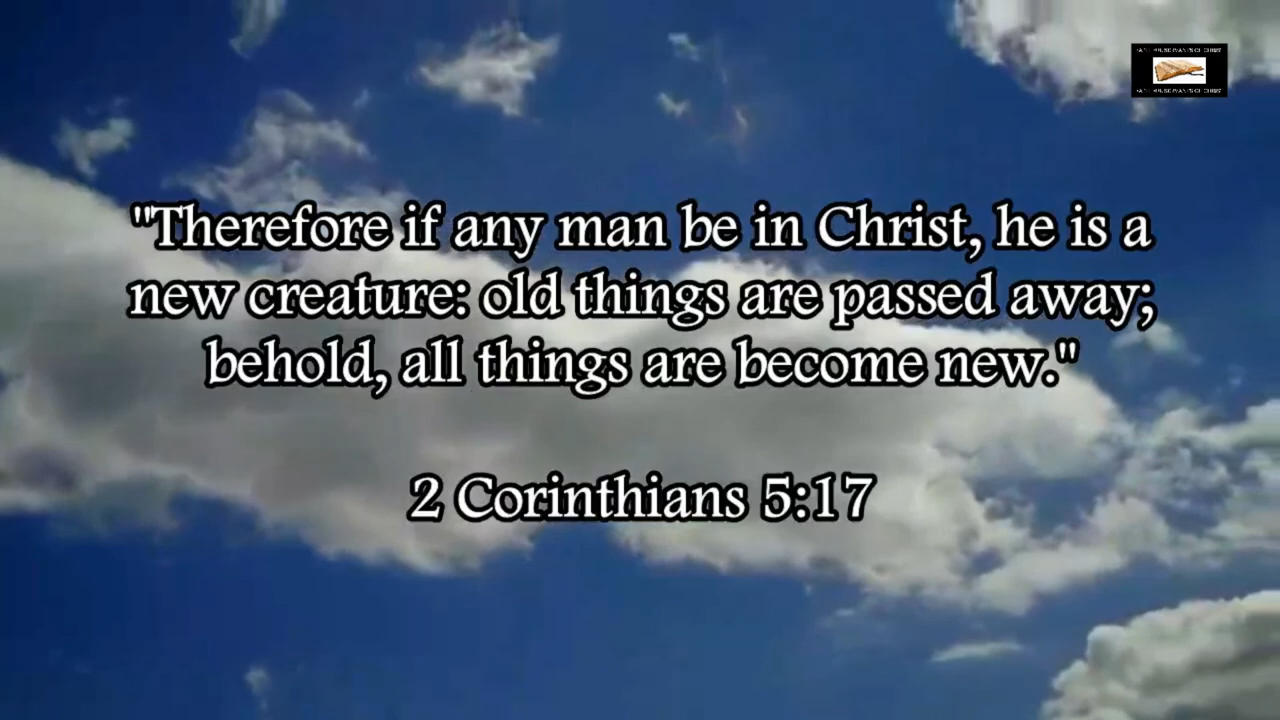 "Therefore if any man be in Christ, he is a
new creature: old things are passed away;
behold, all things are become new."
2 Corinthians 5:17